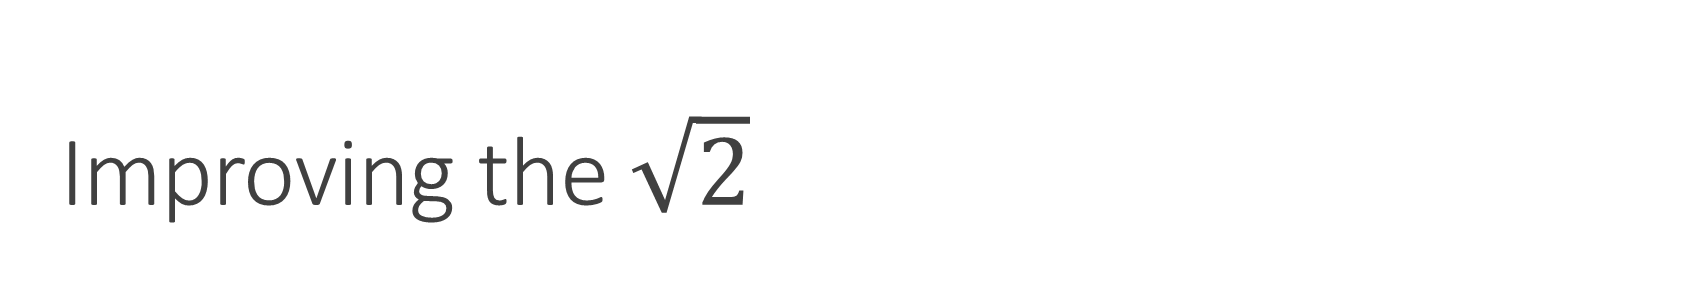 Improving the √2